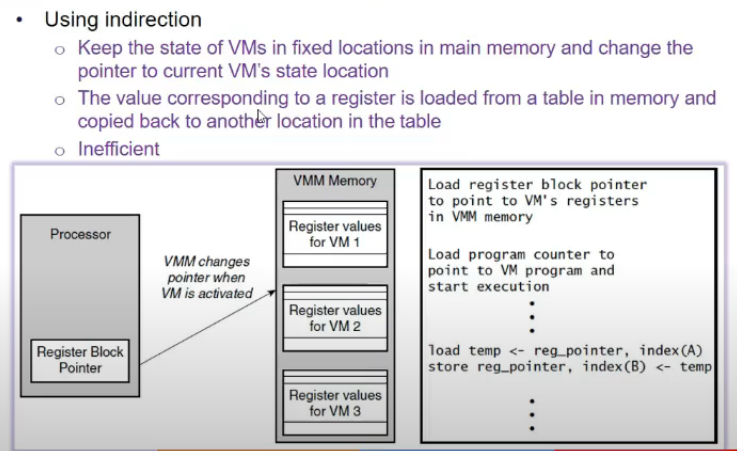 • Using indirection
o Keep the state of VMs in fixed locations in main memory and change the
pointer to current VM's state location
o The value corresponding to a register is loaded from a table in memory and
copied back to another location in the table
o Inefficient
Processor
Register Block
Pointer
VMM changes
pointer when
VM is activated
VMM Memory
Register values
for VM 1
Register values
for VM 2
Register values
for VM 3
Load register block pointer
to point to VM's registers
in VMM memory
Load program counter to
point to VM program and
start execution
load temp <- reg_pointer, index(A)
store reg_pointer, index(B) <- temp